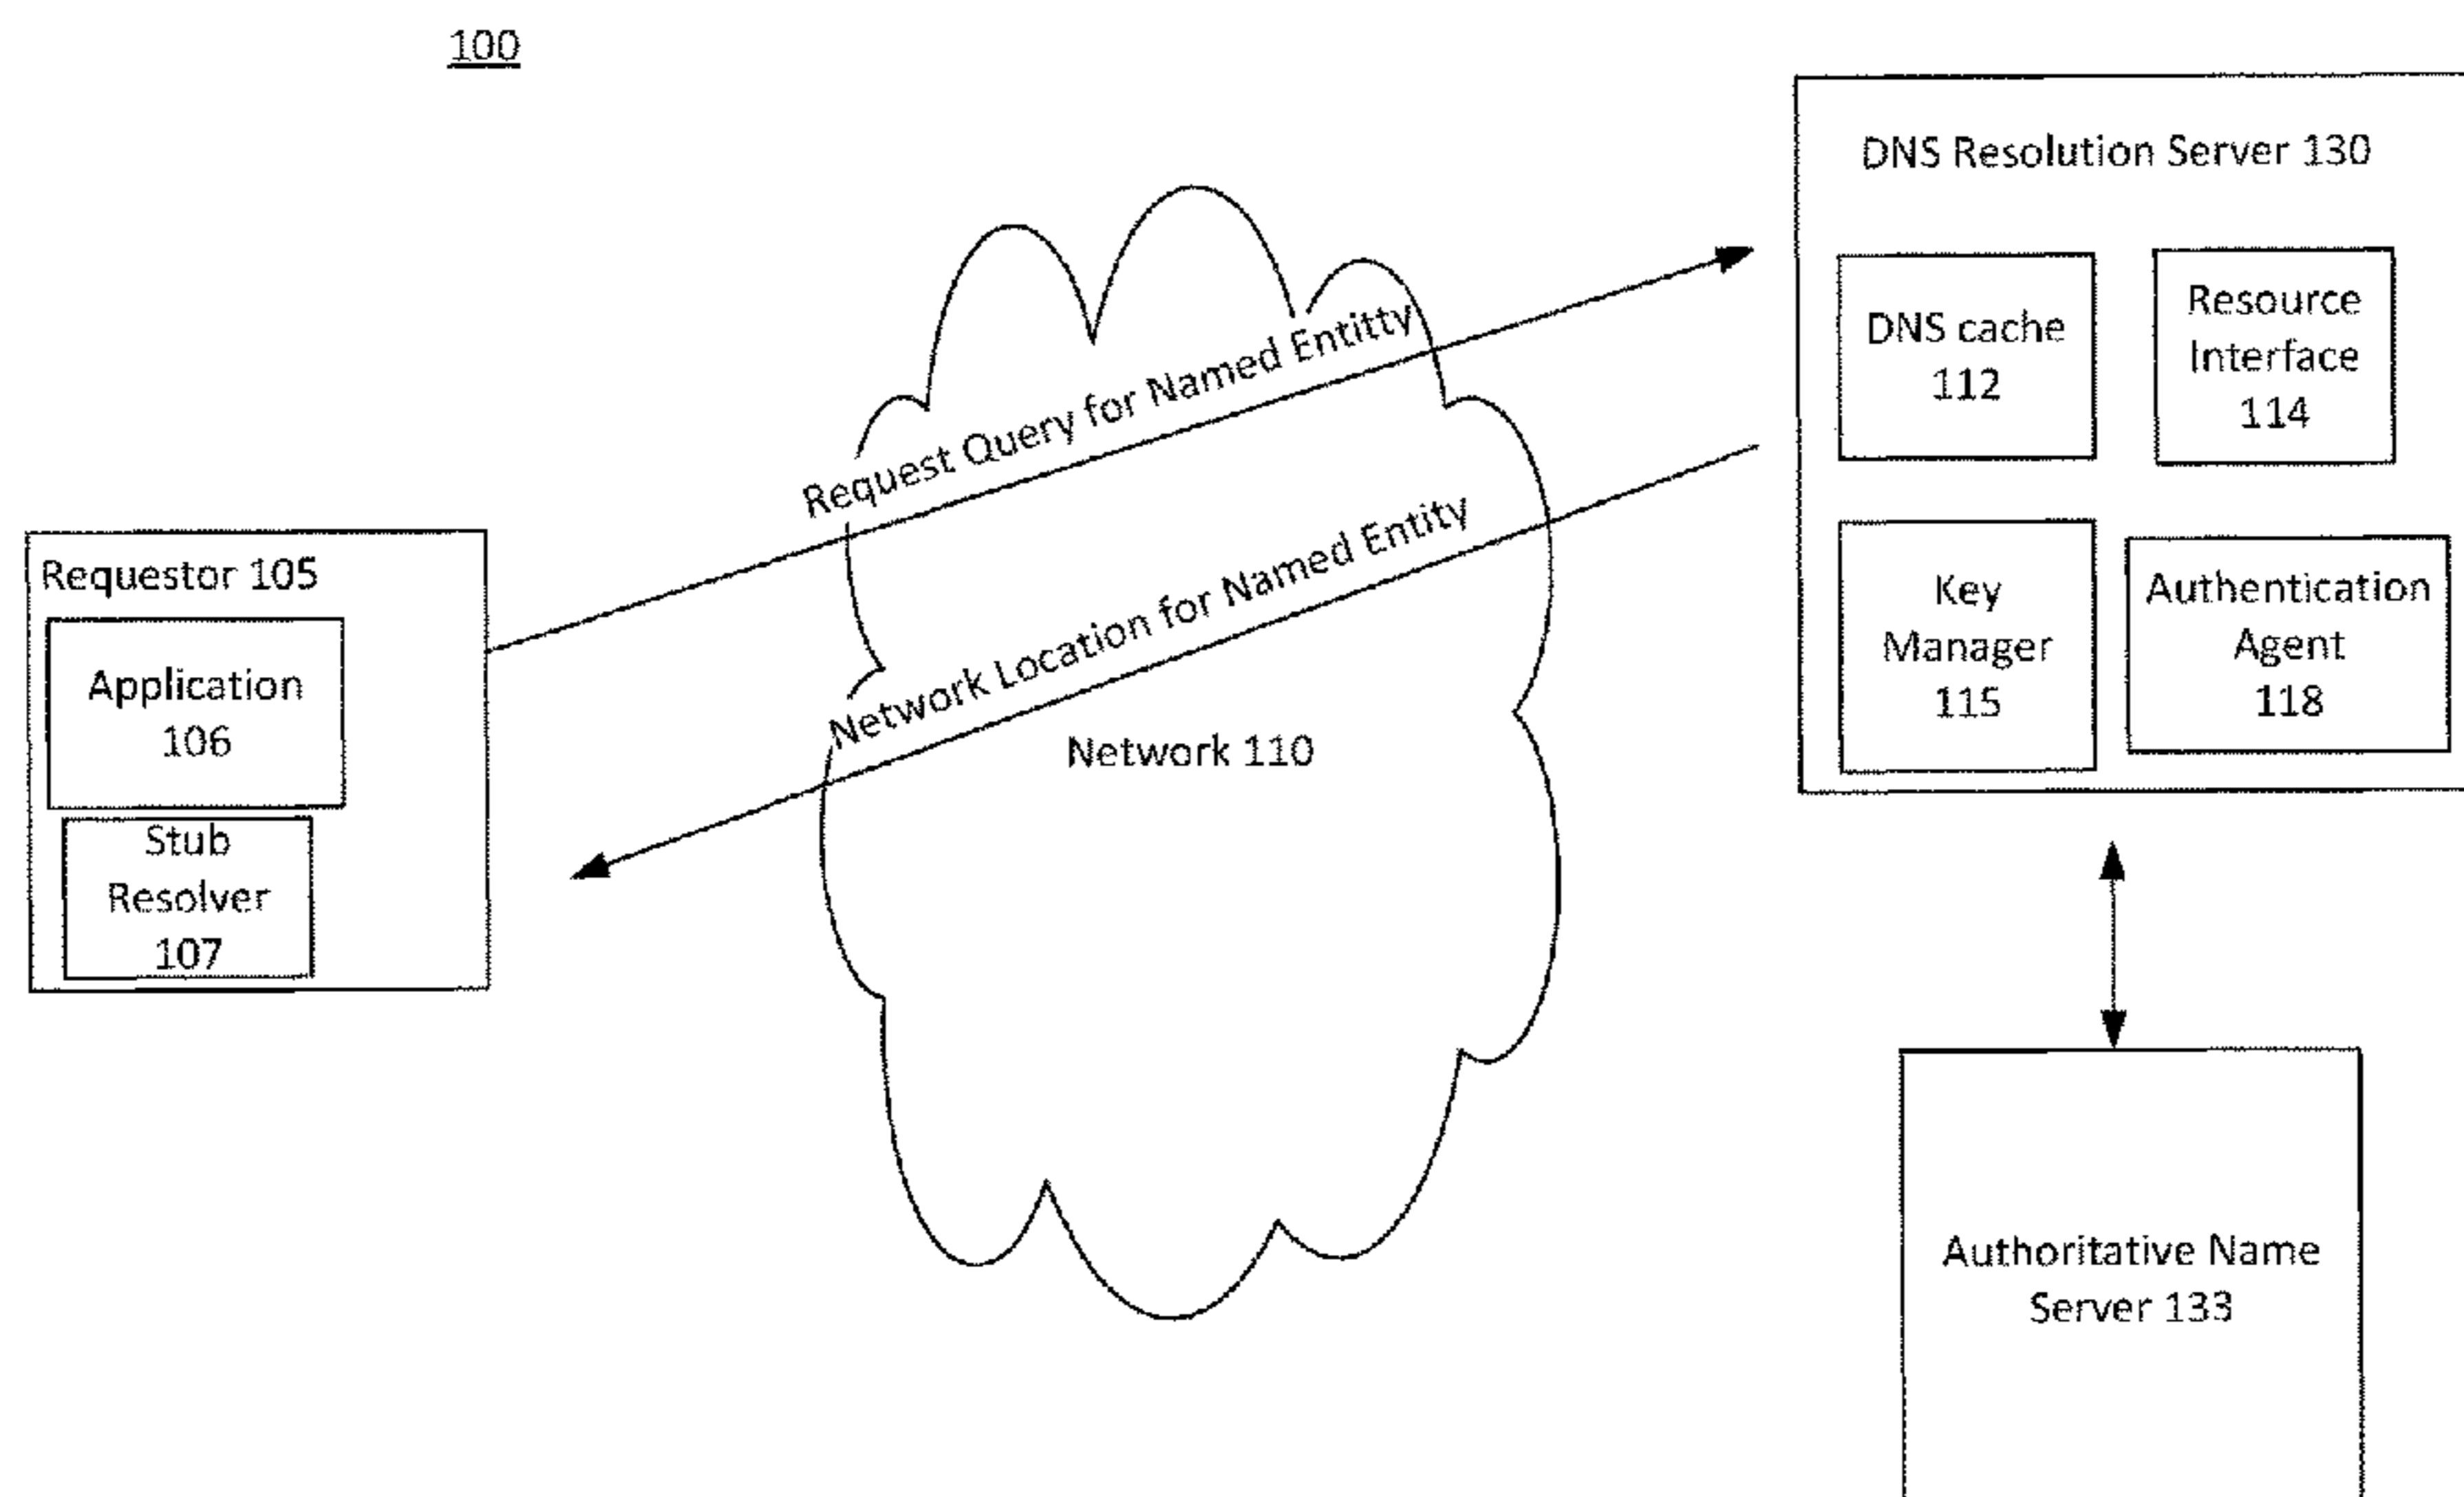 100
DNS Resolution Server 130
DNS cache
112
Resource
Interface
114
Key
Manager
115
Authentication
Agent
118
Request Query for Named Entitty
Network Location for Named Entity
Network 110
Requestor 105
Application
106
Stub
Resolver
107
Authoritative Name
Server 133